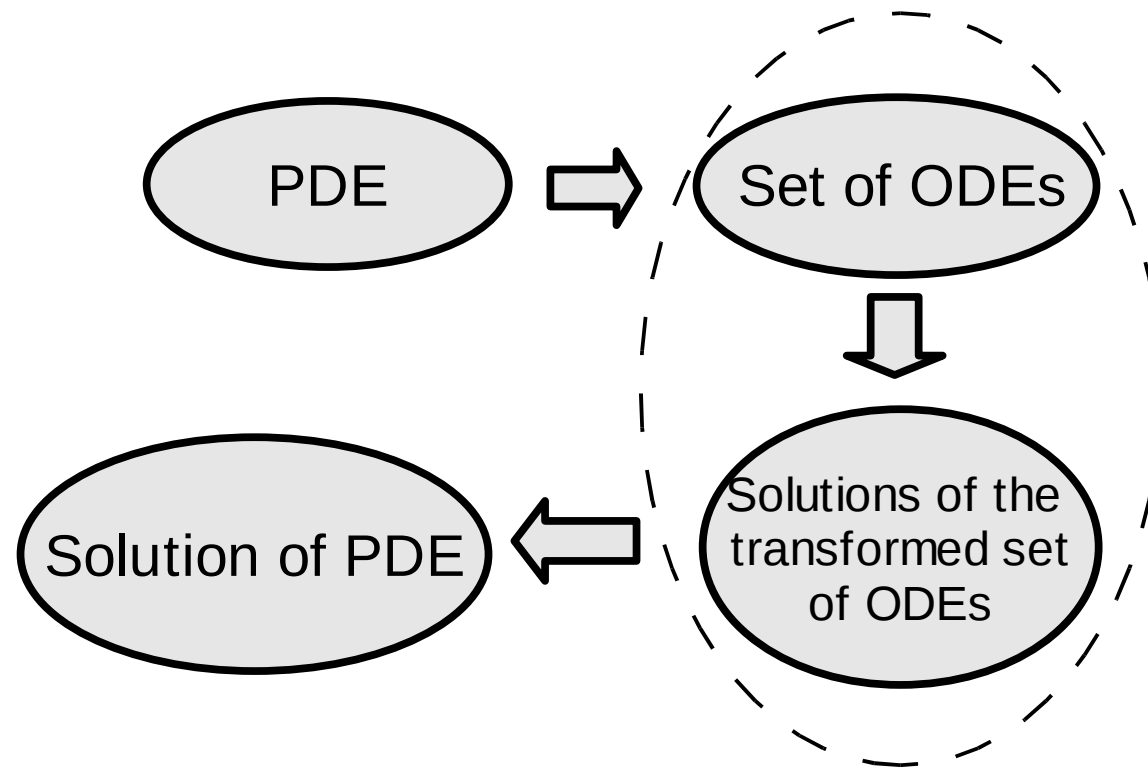 PDE
Set of ODEs
Solutions of the
transformed set
of ODEs
Solution of PDE